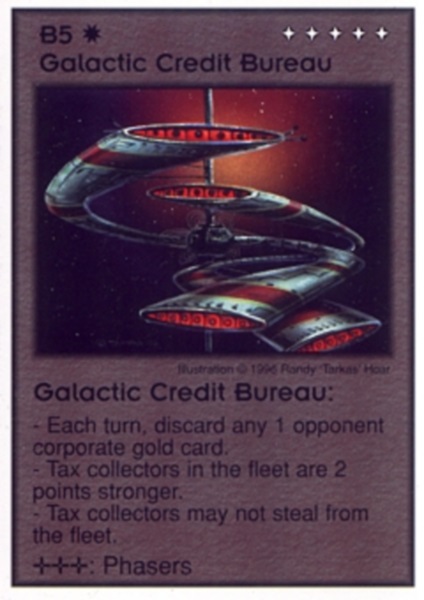 B5
Galactic Credit Bureau
Illustration © 1996 Randy 'Tarkas' Hoar
Galactic Credit Bureau:
- Each turn, discard any 1 opponent
corporate gold card.
- Tax collectors in the fleet are 2
points stronger.
- Tax collectors may not steal from
the fleet.
✛✛✛: Phasers